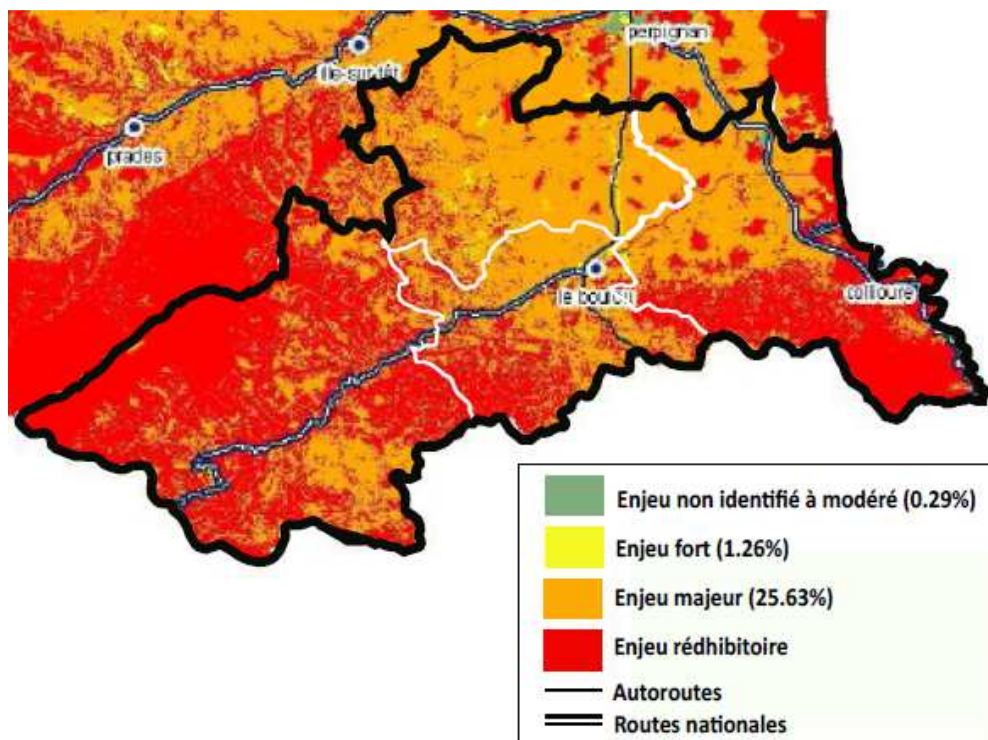 perpignan
ille-sur-têt
prades
le boulou
collioure
Enjeu non identifié à modéré (0.29%)
Enjeu fort (1.26%)
Enjeu majeur (25.63%)
Enjeu rédhibitoire
Autoroutes
Routes nationales